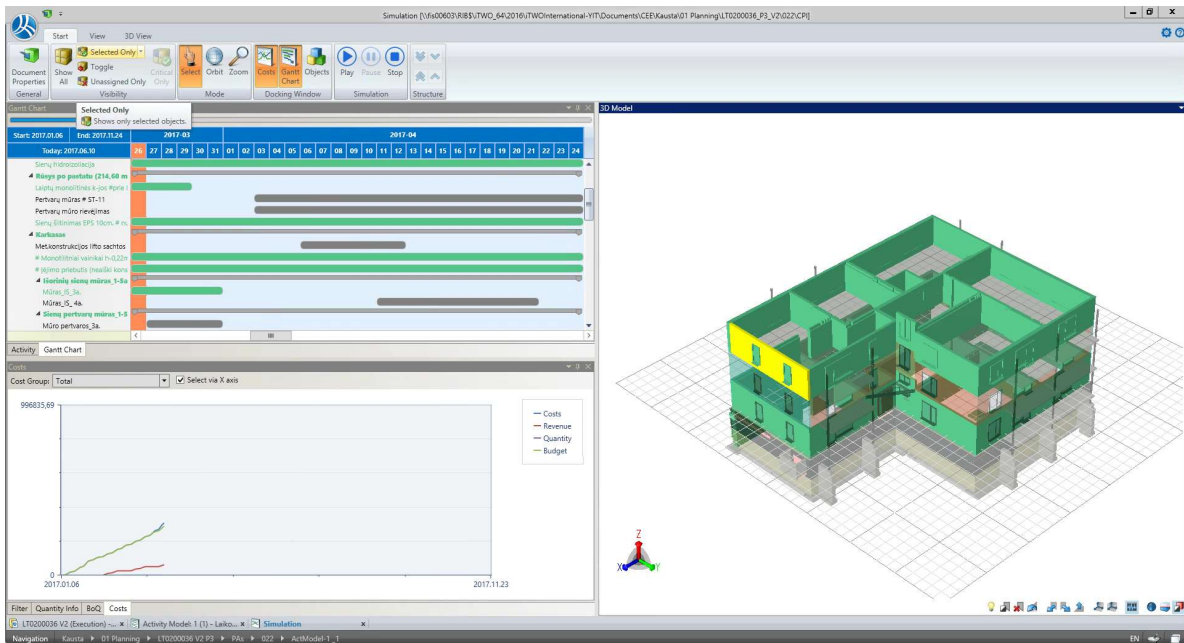 Simulation [\\fis00603\RIB$\iTWO_64\2016\iTWOInternational-YIT\Documents\CEE\Kausta\01 Planning\LT0200036_P3_V2\022\CPI]
Start View 3D View
Document Properties
Show All
Selected Only
Toggle
Unassigned Only
Critical Only
Select
Orbit
Zoom
Costs
Gantt Chart
Objects
Play
Pause
Stop
General Visibility Mode Docking Window Simulation Structure
Gantt Chart
Selected Only
Shows only selected objects.
3D Model
Start: 2017.01.06 End: 2017.11.24 2017-03 2017-04
Today: 2017.06.10 26 27 28 29 30 31 01 02 03 04 05 06 07 08 09 10 11 12 13 14 15 16 17 18 19 20 21 22 23 24
Sienų hidroizoliacija
Rūsys po pastatu (214,60 m
Laiptų monolitinės k-jos #prie
Pertvarų mūras # ST-11
Pertvarų mūro rievėjimas
Sienų šiltinimas EPS 10cm. #
Karkasas
Met.konstrukcijos lifto šachtos
# Monolitiniai vainikai h-0,22
# Įėjimo priebutis (neaiški kons
Išorinių sienų mūras_1-5a
Mūras_IS_3a.
Mūras_IS_ 4a.
Sienų pertvarų mūras_1-5
Mūro pertvaros_3a.
Activity Gantt Chart
Costs
Cost Group: Total Select via X axis
996835,69
Costs
Revenue
Quantity
Budget
0
2017.01.06 2017.11.23
Z
X Y
Filter Quantity Info BoQ Costs
LT0200036 V2 (Execution) -... x Activity Model: 1 (1) - Laiko... x Simulation x
Navigation Kausta 01 Planning LT0200036 V2 P3 PAs 022 ActModel-1_1 EN